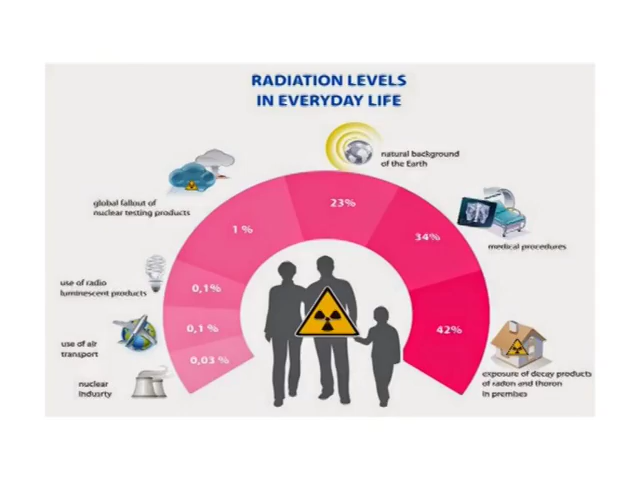 RADIATION LEVELS
IN EVERYDAY LIFE
natural background
of the Earth
global fallout of
nuclear testing products
23%
1 %
34%
medical procedures
use of radio
luminescent products
0,1%
0,1 %
42%
use of air
transport
0,03 %
nuclear
industry
exposure of decay products
of radon and thoron
in premises